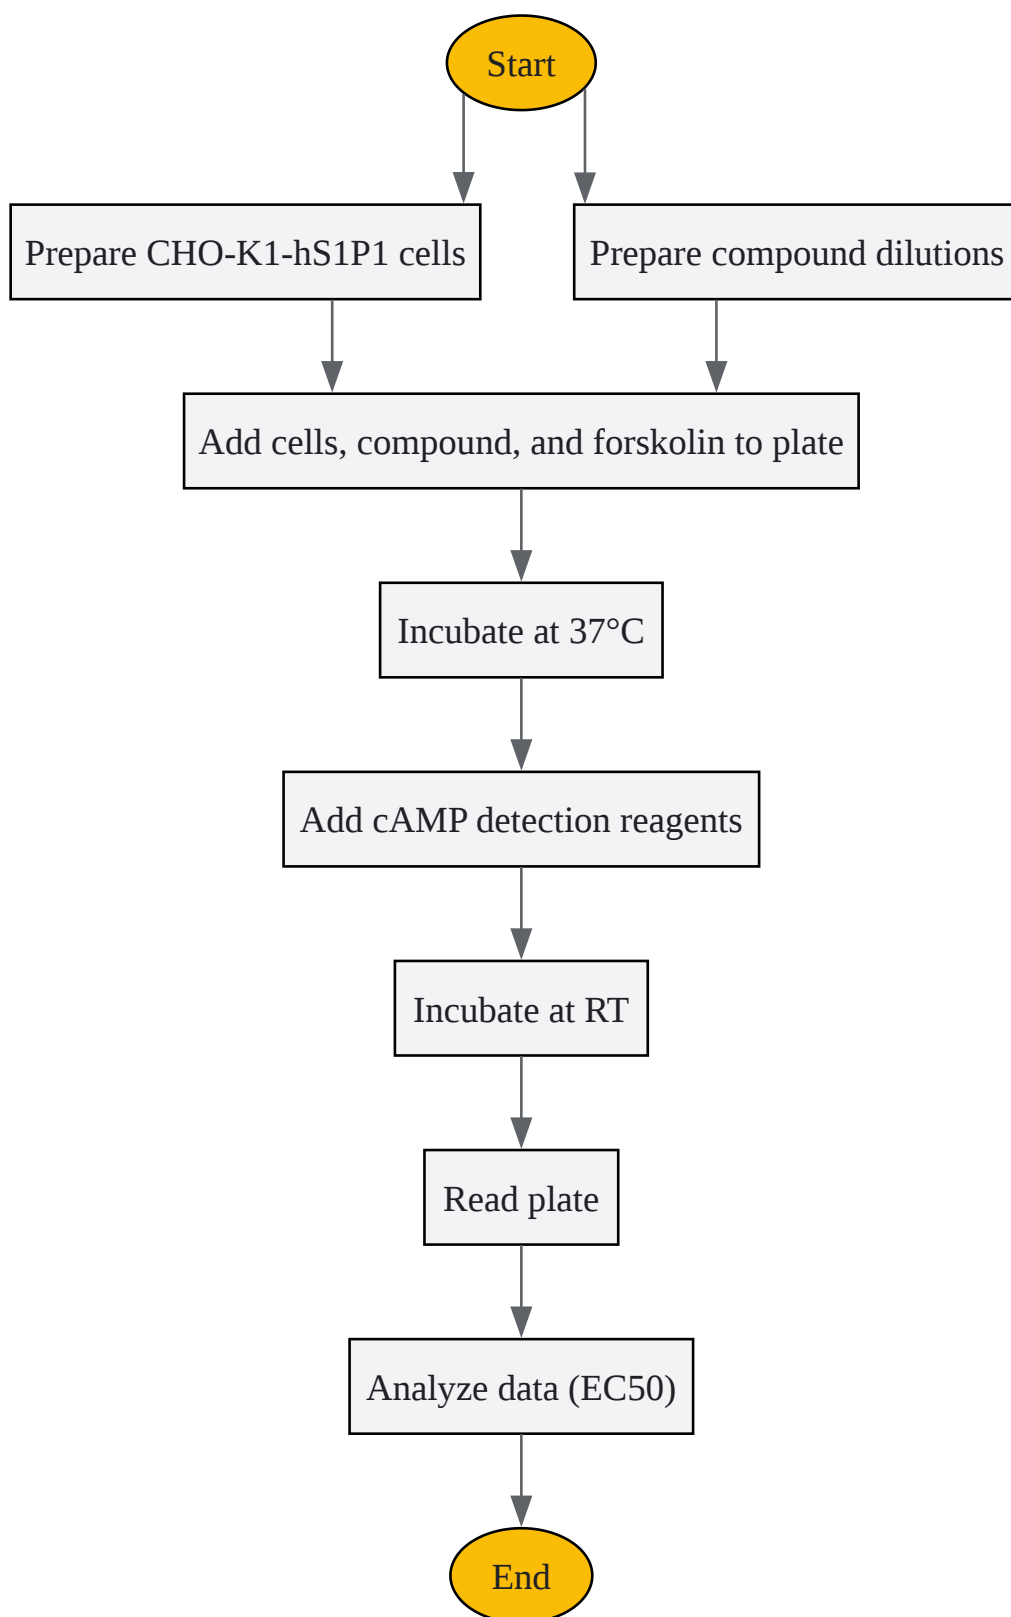 Start
Prepare CHO-K1-hS1P1 cells
Prepare compound dilutions
Add cells, compound, and forskolin to plate
Incubate at 37°C
Add cAMP detection reagents
Incubate at RT
Read plate
Analyze data (EC50)
End